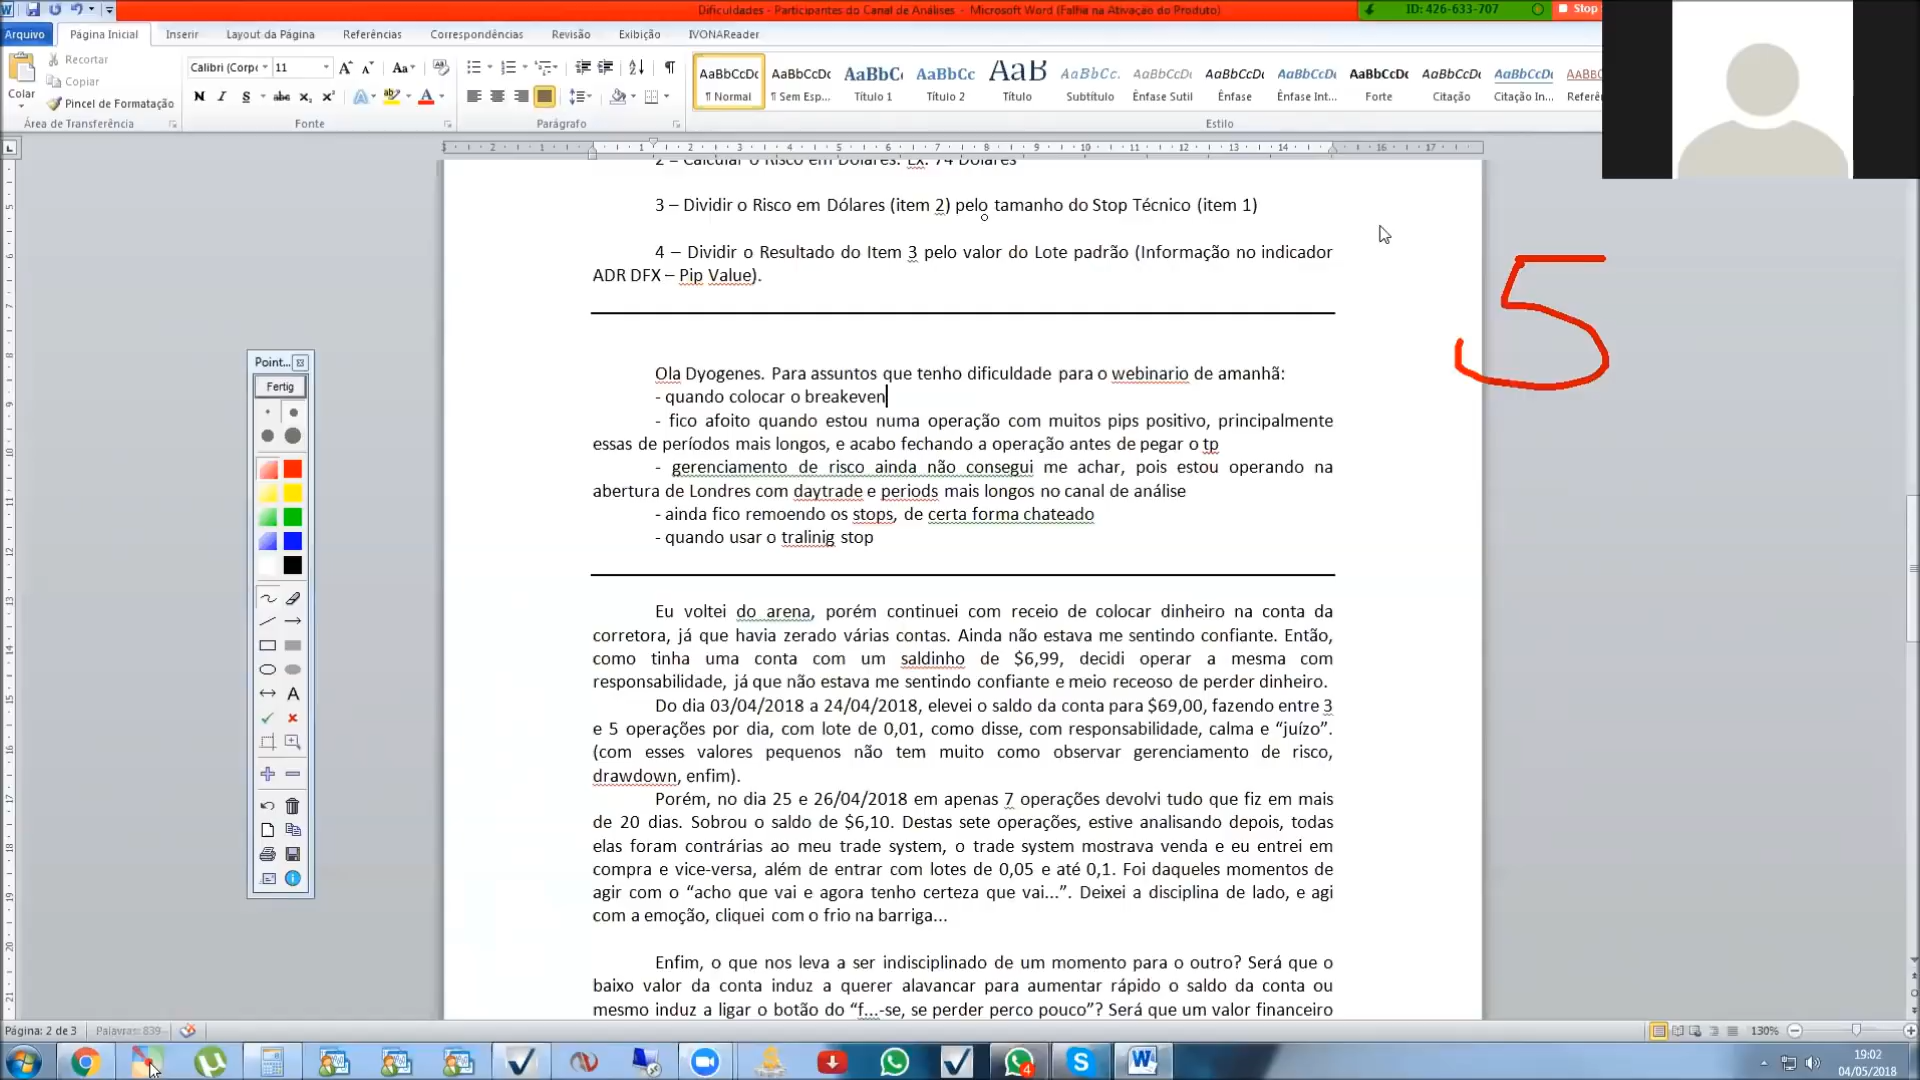 Dificuldades - Participantes do Canal de Análises - Microsoft Word (Falha na Ativação do Produto)
ID: 426-633-707
Stop
Arquivo
Página Inicial
Inserir
Layout da Página
Referências
Correspondências
Revisão
Exibição
IVONAReader
Colar
Recortar
Copiar
Pincel de Formatação
Área de Transferência
Calibri (Corpo
11
Fonte
Parágrafo
AaBbCcDc AaBbCcDc AaBbC AaBbCc AaB AaBbCc. AaBbCcDc AaBbCcDc AaBbCcDc AaBbCcDc AaBbCcDc AaBbCcDc AABBC
¶ Normal ¶ Sem Esp... Título 1 Título 2 Título Subtítulo Ênfase Sutil Ênfase Ênfase Int... Forte Citação Citação In... Referê
Estilo
2 – Calcular o Risco em Dólares. Ex. 74 Dólares
3 – Dividir o Risco em Dólares (item 2) pelo tamanho do Stop Técnico (item 1)
4 – Dividir o Resultado do Item 3 pelo valor do Lote padrão (Informação no indicador
ADR DFX – Pip Value).
5
Ola Dyogenes. Para assuntos que tenho dificuldade para o webinario de amanhã:
- quando colocar o breakeven
- fico afoito quando estou numa operação com muitos pips positivo, principalmente
essas de períodos mais longos, e acabo fechando a operação antes de pegar o tp
- gerenciamento de risco ainda não consegui me achar, pois estou operando na
abertura de Londres com daytrade e periods mais longos no canal de análise
- ainda fico remoendo os stops, de certa forma chateado
- quando usar o tralinig stop
Eu voltei do arena, porém continuei com receio de colocar dinheiro na conta da
corretora, já que havia zerado várias contas. Ainda não estava me sentindo confiante. Então,
como tinha uma conta com um saldinho de $6,99, decidi operar a mesma com
responsabilidade, já que não estava me sentindo confiante e meio receoso de perder dinheiro.
Do dia 03/04/2018 a 24/04/2018, elevei o saldo da conta para $69,00, fazendo entre 3
e 5 operações por dia, com lote de 0,01, como disse, com responsabilidade, calma e “juízo”.
(com esses valores pequenos não tem muito como observar gerenciamento de risco,
drawdown, enfim).
Porém, no dia 25 e 26/04/2018 em apenas 7 operações devolvi tudo que fiz em mais
de 20 dias. Sobrou o saldo de $6,10. Destas sete operações, estive analisando depois, todas
elas foram contrárias ao meu trade system, o trade system mostrava venda e eu entrei em
compra e vice-versa, além de entrar com lotes de 0,05 e até 0,1. Foi daqueles momentos de
agir com o “acho que vai e agora tenho certeza que vai...”. Deixei a disciplina de lado, e agi
com a emoção, cliquei com o frio na barriga...
Enfim, o que nos leva a ser indisciplinado de um momento para o outro? Será que o
baixo valor da conta induz a querer alavancar para aumentar rápido o saldo da conta ou
mesmo induz a ligar o botão do “f...-se, se perder perco pouco”? Será que um valor financeiro
Point...
Fertig
Página: 2 de 3
Palavras: 839
130%
19:02
04/05/2018